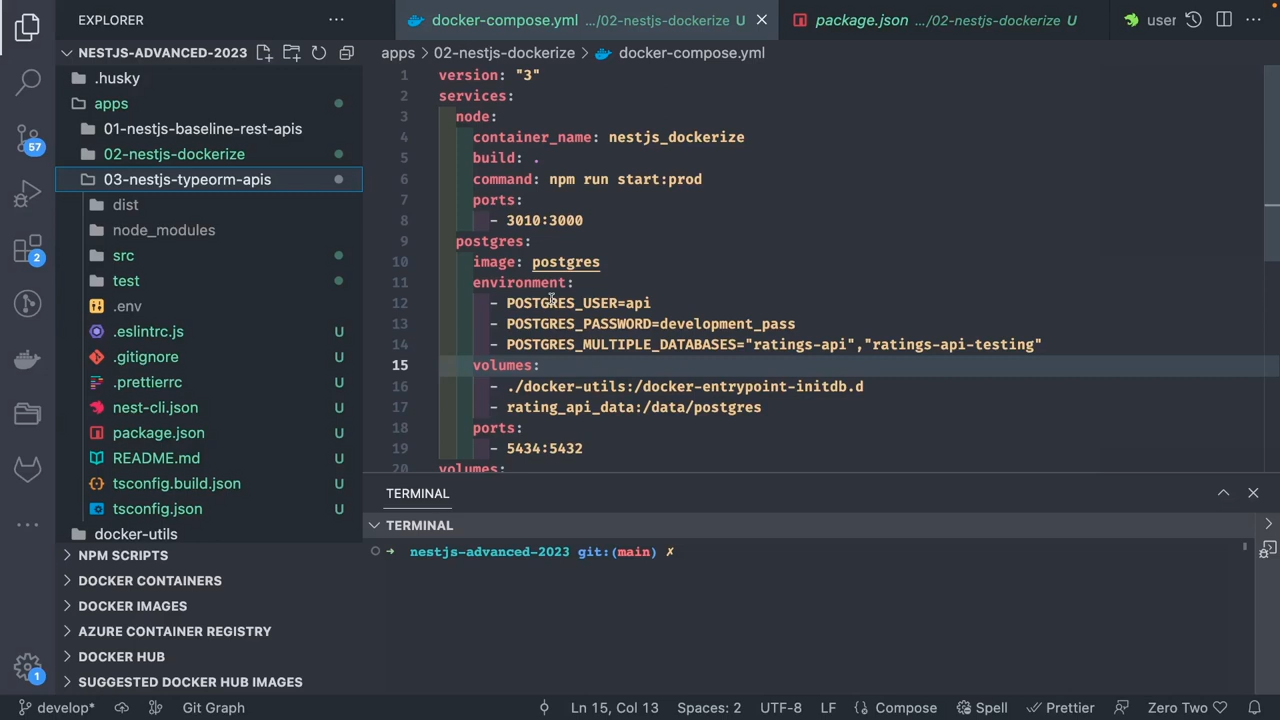 EXPLORER
docker-compose.yml .../02-nestjs-dockerize U
package.json .../02-nestjs-dockerize U
user
NESTJS-ADVANCED-2023
apps > 02-nestjs-dockerize > docker-compose.yml
.husky
apps
01-nestjs-baseline-rest-apis
02-nestjs-dockerize
03-nestjs-typeorm-apis
dist
node_modules
src
test
.env
.eslintrc.js U
.gitignore U
.prettierrc U
nest-cli.json U
package.json U
README.md U
tsconfig.build.json U
tsconfig.json U
docker-utils
NPM SCRIPTS
DOCKER CONTAINERS
DOCKER IMAGES
AZURE CONTAINER REGISTRY
DOCKER HUB
SUGGESTED DOCKER HUB IMAGES
57
2
1
1 version: "3"
2 services:
3 node:
4 container_name: nestjs_dockerize
5 build: .
6 command: npm run start:prod
7 ports:
8 - 3010:3000
9 postgres:
10 image: postgres
11 environment:
12 - POSTGRES_USER=api
13 - POSTGRES_PASSWORD=development_pass
14 - POSTGRES_MULTIPLE_DATABASES="ratings-api","ratings-api-testing"
15 volumes:
16 - ./docker-utils:/docker-entrypoint-initdb.d
17 - rating_api_data:/data/postgres
18 ports:
19 - 5434:5432
20 volumes:
TERMINAL
TERMINAL
➜ nestjs-advanced-2023 git:(main) ✗
develop* Git Graph Ln 15, Col 13 Spaces: 2 UTF-8 LF {} Compose Spell Prettier Zero Two